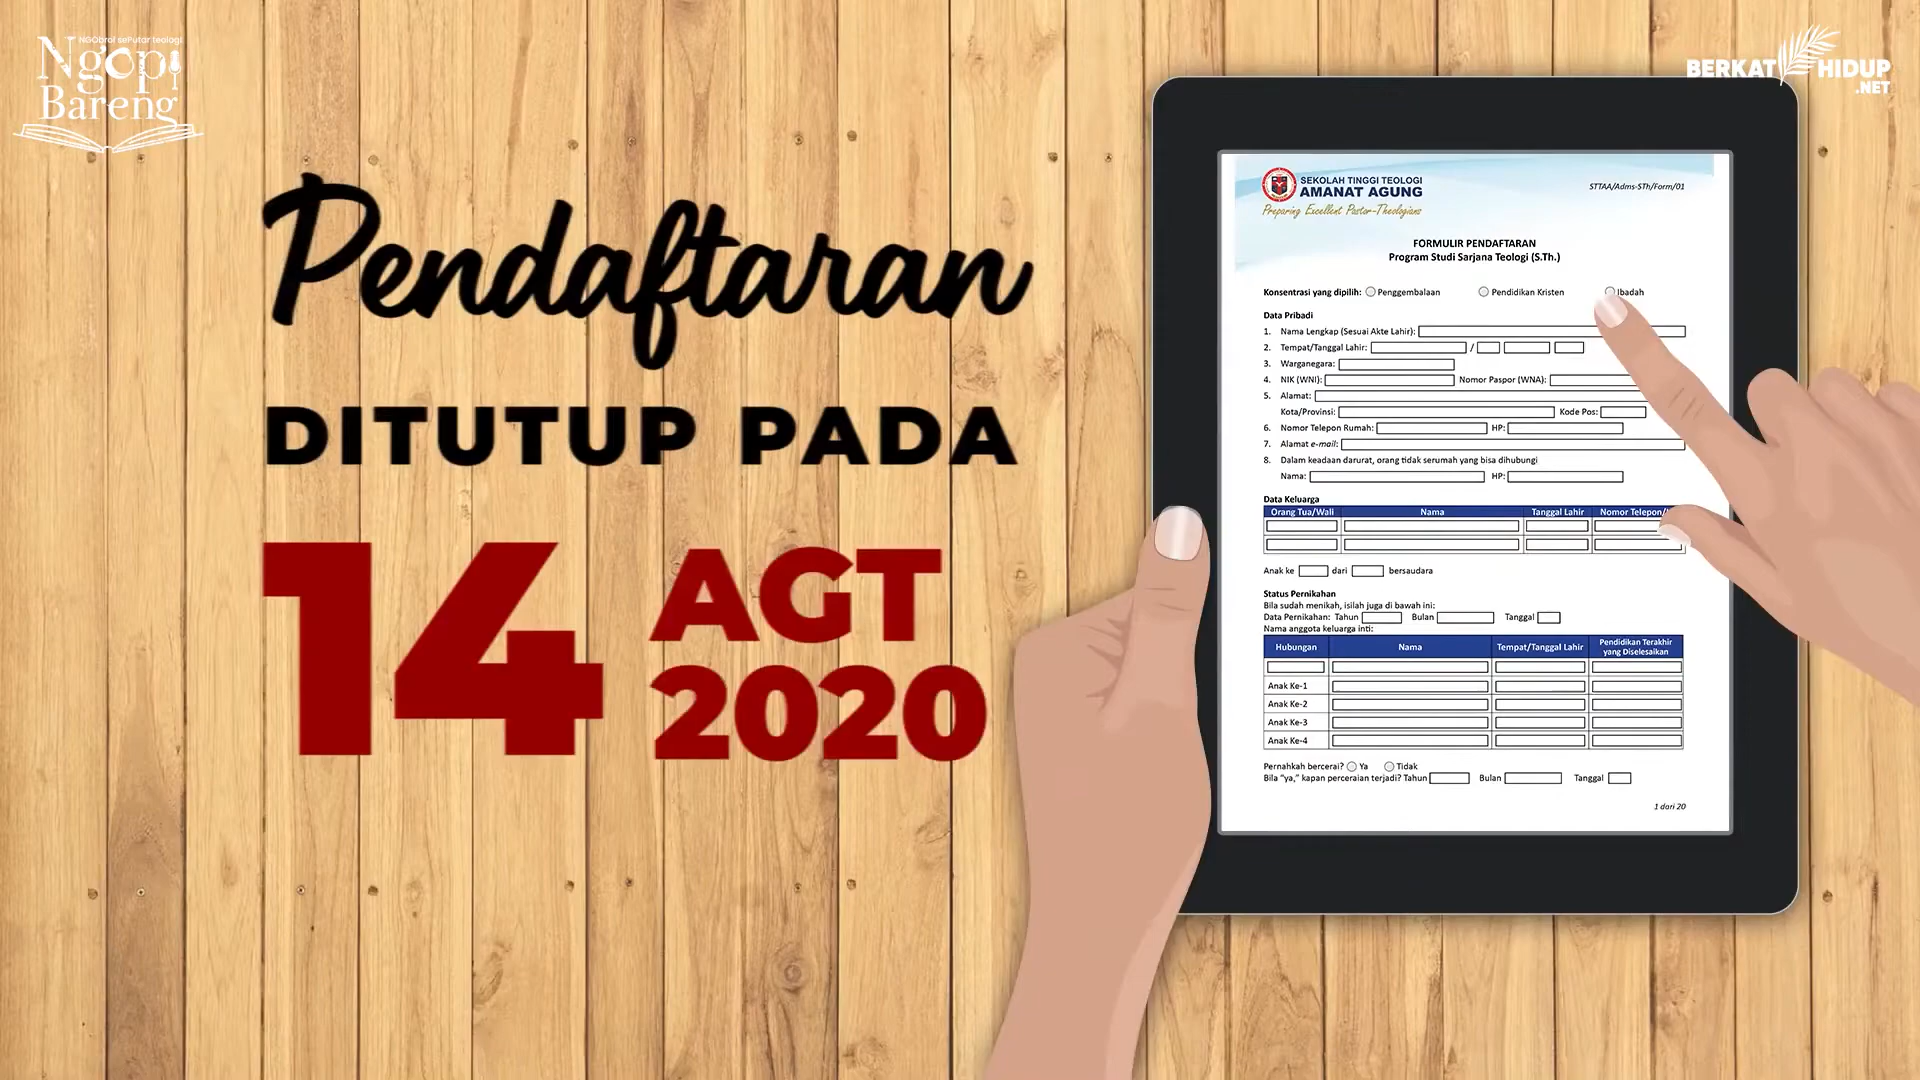 NGObrol sePutar teologi
Ngopi
Bareng
BERKAT HIDUP
.NET
Pendaftaran
DITUTUP PADA
14 AGT
2020
SEKOLAH TINGGI TEOLOGI
AMANAT AGUNG
Preparing Excellent Pastor-Theologians
STTAA/Adms-STh/Form/01
FORMULIR PENDAFTARAN
Program Studi Sarjana Teologi (S.Th.)
Konsentrasi yang dipilih: Penggembalaan Pendidikan Kristen Ibadah
Data Pribadi
1. Nama Lengkap (Sesuai Akte Lahir):
2. Tempat/Tanggal Lahir: /
3. Warganegara:
4. NIK (WNI): Nomor Paspor (WNA):
5. Alamat:
Kota/Provinsi: Kode Pos:
6. Nomor Telepon Rumah: HP:
7. Alamat e-mail:
8. Dalam keadaan darurat, orang tidak serumah yang bisa dihubungi
Nama: HP:
Data Keluarga
Orang Tua/Wali Nama Tanggal Lahir Nomor Telepon/
Anak ke dari bersaudara
Status Pernikahan
Bila sudah menikah, isilah juga di bawah ini:
Data Pernikahan: Tahun Bulan Tanggal
Nama anggota keluarga inti:
Hubungan Nama Tempat/Tanggal Lahir Pendidikan Terakhir
yang Diselesaikan
Anak Ke-1
Anak Ke-2
Anak Ke-3
Anak Ke-4
Pernahkah bercerai? Ya Tidak
Bila "ya," kapan perceraian terjadi? Tahun Bulan Tanggal
1 dari 20